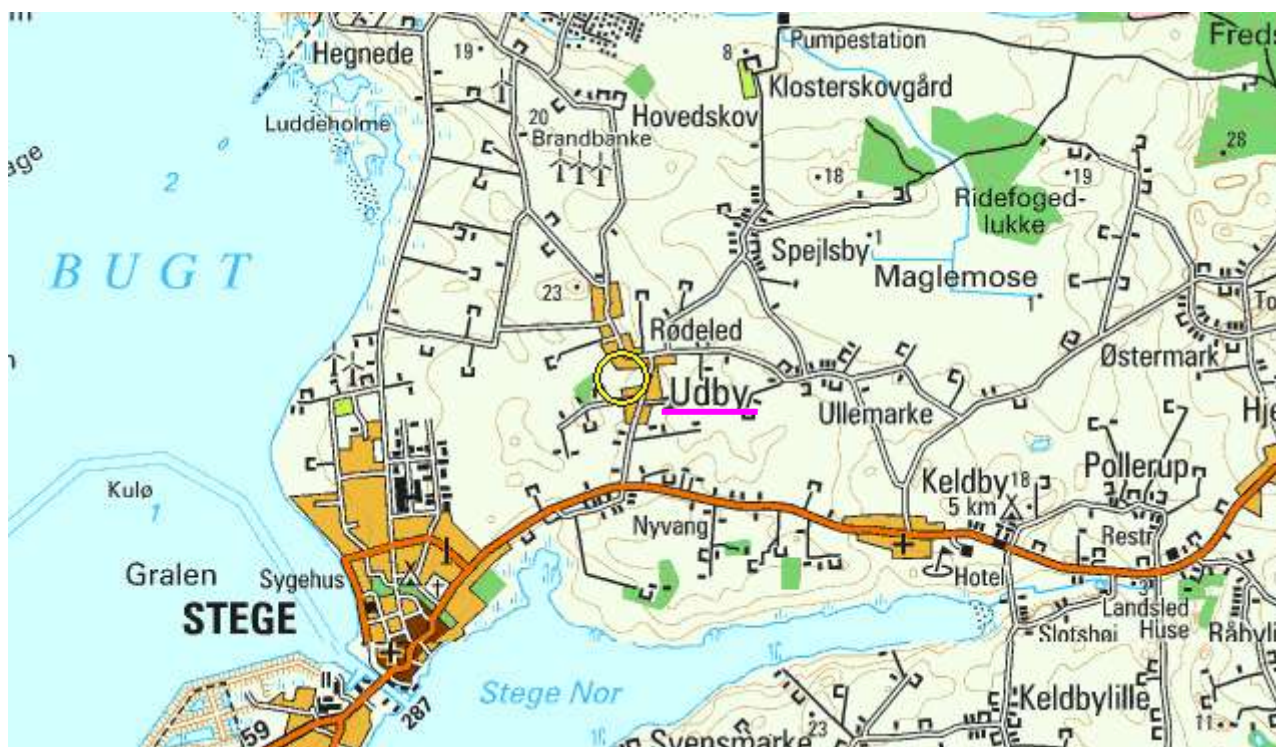 Hegnede
19
8
Pumpestation
Klosterskovgård
Hovedskov
Luddeholme
20
Brandbanke
28
2
18
19
Ridefoged-
lukke
BUGT
Spejlsby
1
Maglemose
1
23
Rødeled
Østermark
Udby
Ullemarke
Keldby
18
5 km
Pollerup
Kulø
1
Nyvang
Restr
Gralen
Sygehus
Hotel
STEGE
3
Landsled
Huse
Slotshøj
Stege Nor
Keldbylille
287
59
23
Svensmarke
11